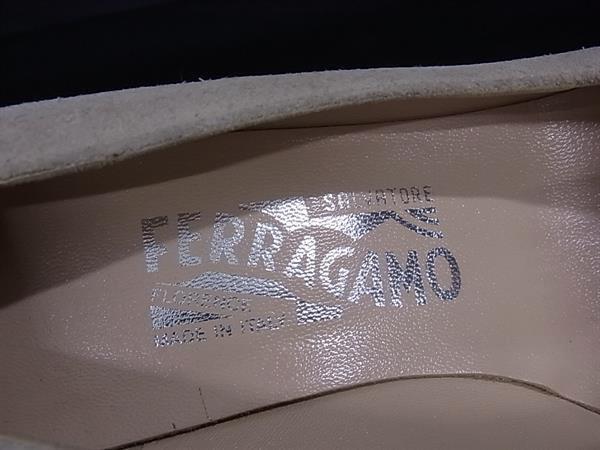 SALVATORE
FERRAGAMO
FLORENCE
MADE IN ITALY